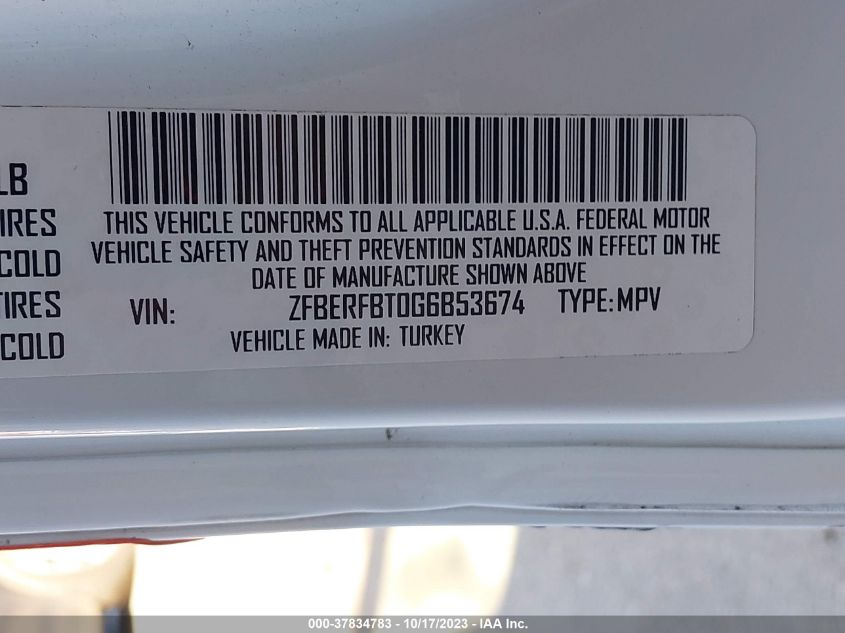 LB
IRES
COLD
TIRES
COLD
THIS VEHICLE CONFORMS TO ALL APPLICABLE U.S.A. FEDERAL MOTOR
VEHICLE SAFETY AND THEFT PREVENTION STANDARDS IN EFFECT ON THE
DATE OF MANUFACTURE SHOWN ABOVE
VIN: ZFBERFBT0G6B53674 TYPE: MPV
VEHICLE MADE IN: TURKEY
000-37834783 - 10/17/2023 - IAA Inc.